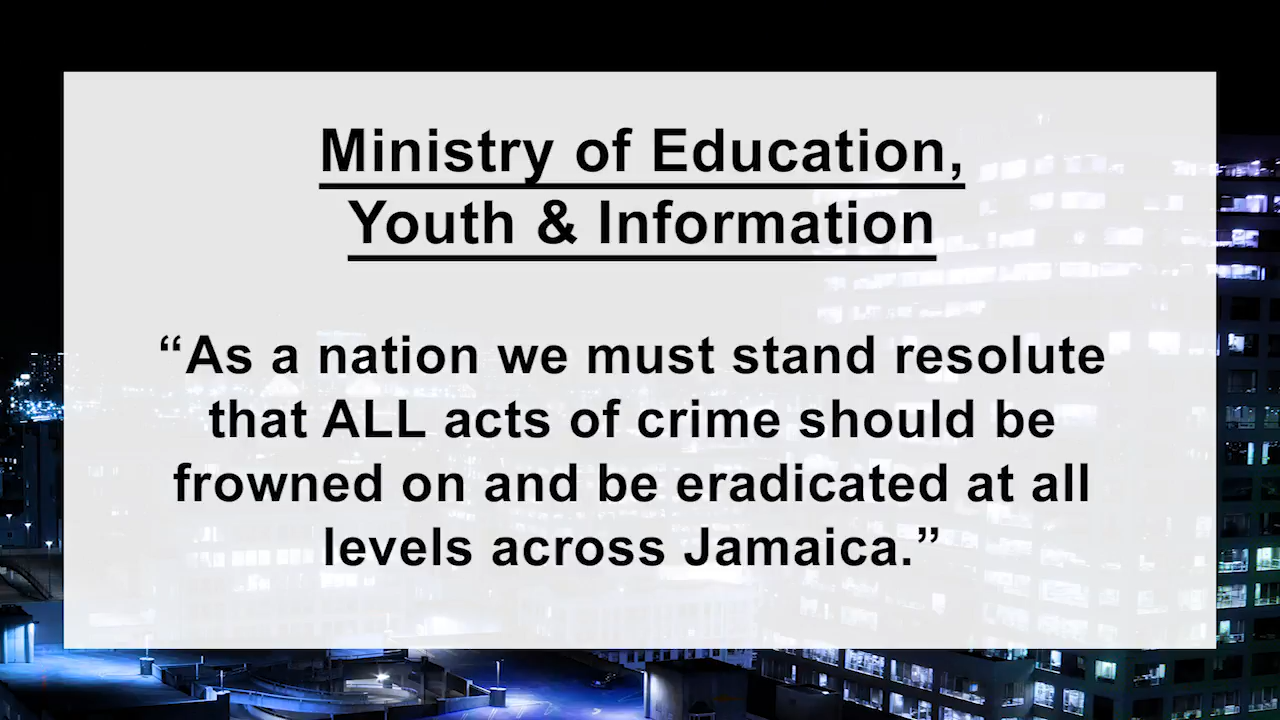 Ministry of Education,
Youth & Information
“As a nation we must stand resolute
that ALL acts of crime should be
frowned on and be eradicated at all
levels across Jamaica.”